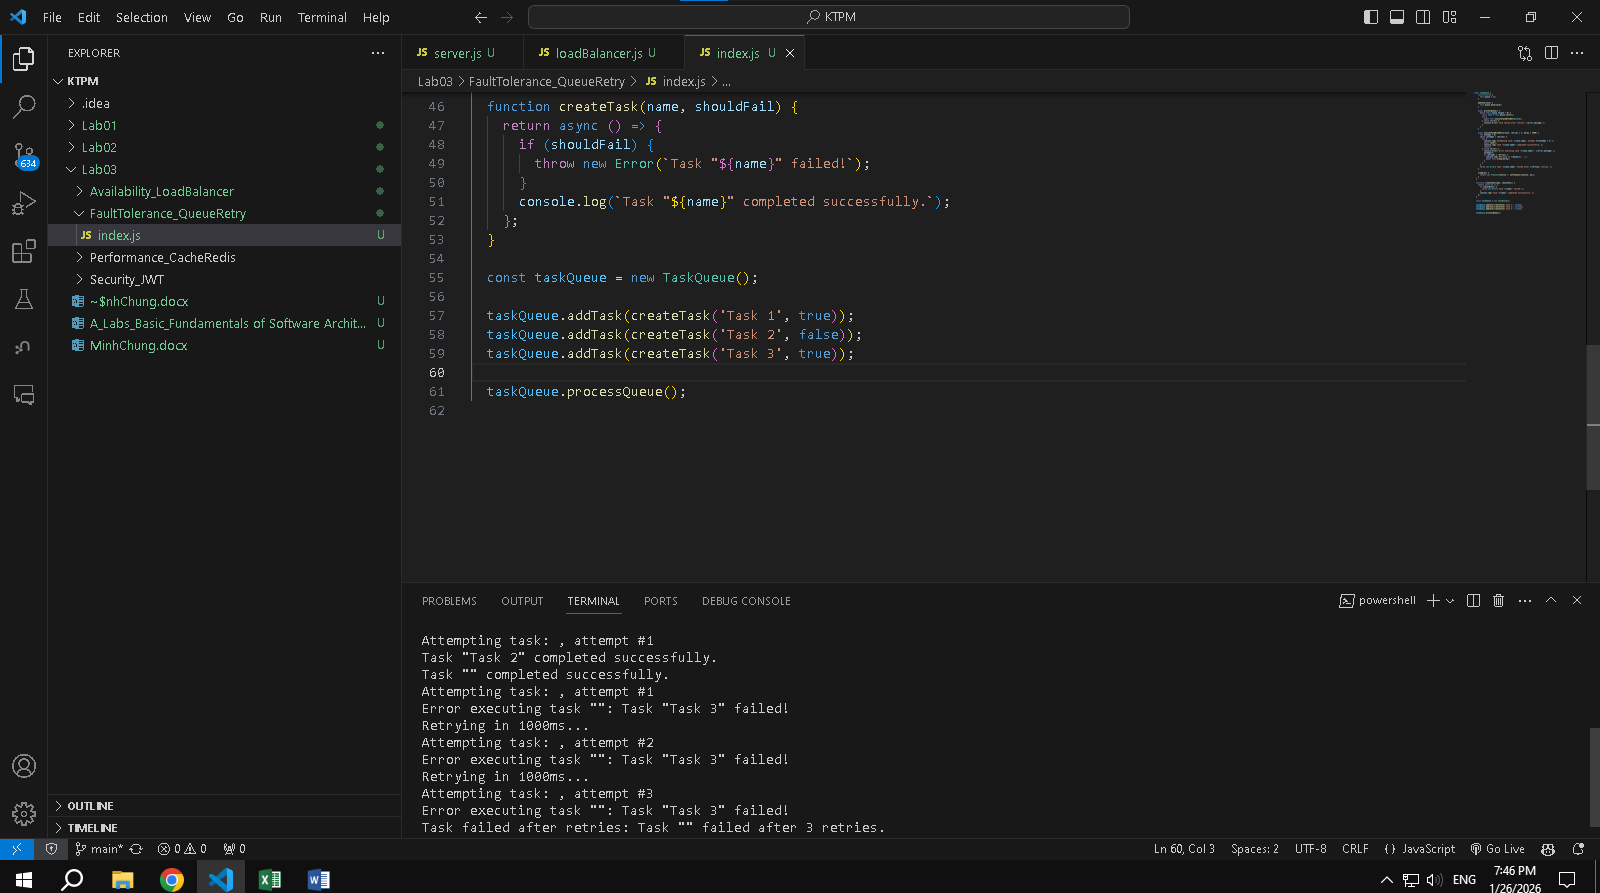 File Edit Selection View Go Run Terminal Help
KTPM
EXPLORER
KTPM
.idea
Lab01
Lab02
Lab03
Availability_LoadBalancer
FaultTolerance_QueueRetry
JS index.js U
Performance_CacheRedis
Security_JWT
~$nhChung.docx U
A_Labs_Basic_Fundamentals of Software Archit... U
MinhChung.docx U
OUTLINE
TIMELINE
634
JS server.js U
JS loadBalancer.js U
JS index.js U
Lab03 > FaultTolerance_QueueRetry > JS index.js > ...
46 function createTask(name, shouldFail) {
47 return async () => {
48 if (shouldFail) {
49 throw new Error(`Task "${name}" failed!`);
50 }
51 console.log(`Task "${name}" completed successfully.`);
52 };
53 }
54
55 const taskQueue = new TaskQueue();
56
57 taskQueue.addTask(createTask('Task 1', true));
58 taskQueue.addTask(createTask('Task 2', false));
59 taskQueue.addTask(createTask('Task 3', true));
60
61 taskQueue.processQueue();
62
PROBLEMS OUTPUT TERMINAL PORTS DEBUG CONSOLE
powershell
Attempting task: , attempt #1
Task "Task 2" completed successfully.
Task "" completed successfully.
Attempting task: , attempt #1
Error executing task "": Task "Task 3" failed!
Retrying in 1000ms...
Attempting task: , attempt #2
Error executing task "": Task "Task 3" failed!
Retrying in 1000ms...
Attempting task: , attempt #3
Error executing task "": Task "Task 3" failed!
Task failed after retries: Task "" failed after 3 retries.
main* 0 0 0
Ln 60, Col 3 Spaces: 2 UTF-8 CRLF {} JavaScript Go Live
ENG
7:46 PM
1/26/2026